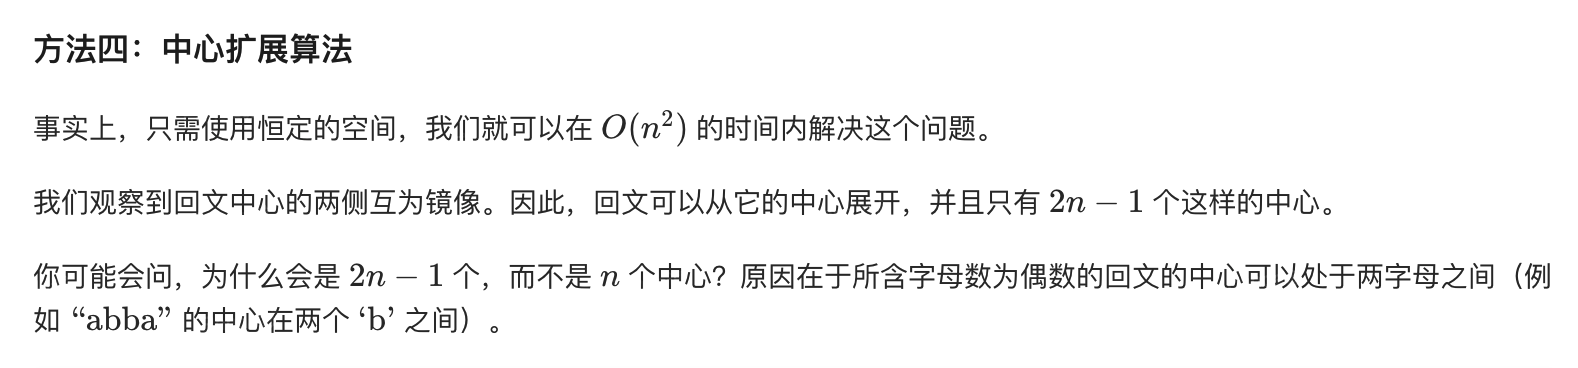 方法四：中心扩展算法
事实上，只需使用恒定的空间，我们就可以在 O(n²) 的时间内解决这个问题。
我们观察到回文中心的两侧互为镜像。因此，回文可以从它的中心展开，并且只有 2n − 1 个这样的中心。
你可能会问，为什么会是 2n − 1 个，而不是 n 个中心？原因在于所含字母数为偶数的回文的中心可以处于两字母之间（例
如 “abba” 的中心在两个 ‘b’ 之间）。